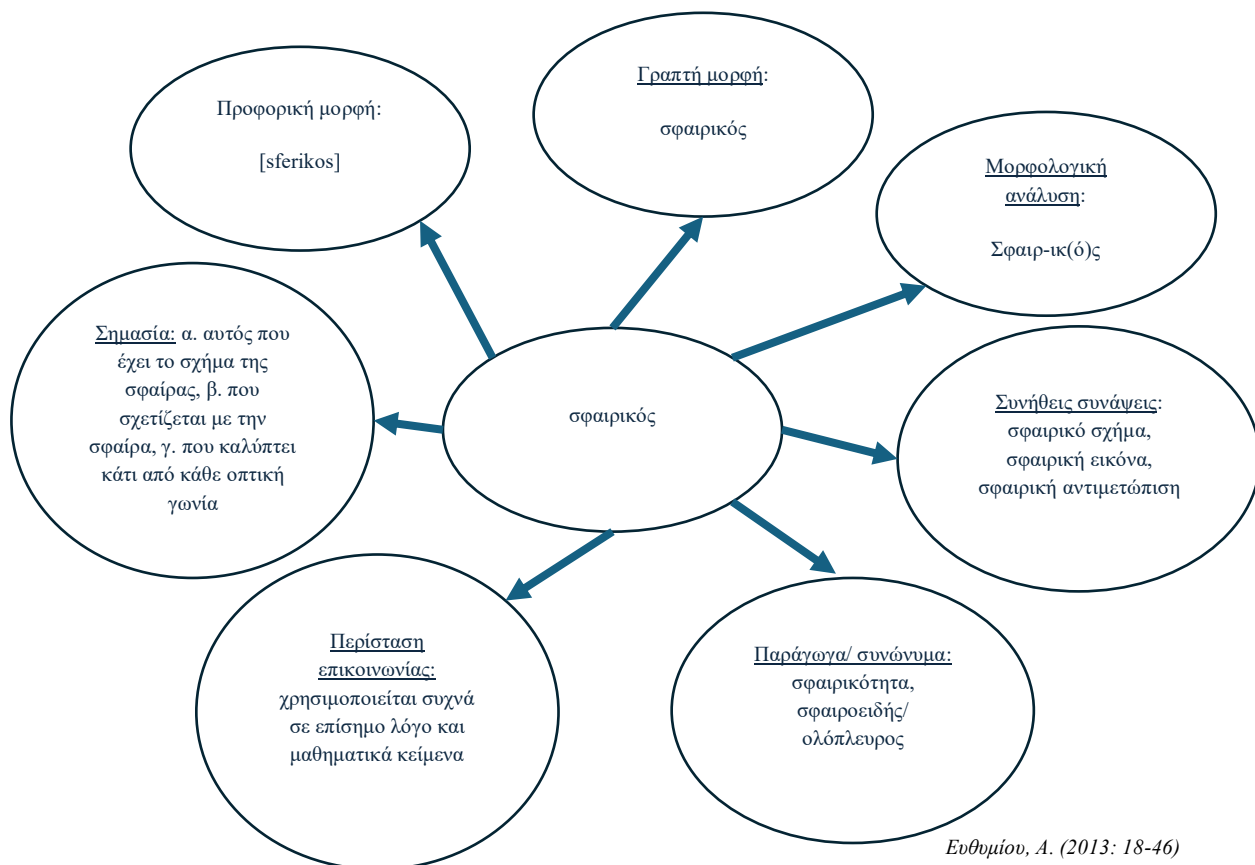 Γραπτή μορφή:
σφαιρικός
Προφορική μορφή:
[sferikos]
Μορφολογική
ανάλυση:
Σφαιρ-ικ(ό)ς
Σημασία: α. αυτός που
έχει το σχήμα της
σφαίρας, β. που
σχετίζεται με την
σφαίρα, γ. που καλύπτει
κάτι από κάθε οπτική
γωνία
σφαιρικός
Συνήθεις συνάψεις:
σφαιρικό σχήμα,
σφαιρική εικόνα,
σφαιρική αντιμετώπιση
Περίσταση
επικοινωνίας:
χρησιμοποιείται συχνά
σε επίσημο λόγο και
μαθηματικά κείμενα
Παράγωγα/ συνώνυμα:
σφαιρικότητα,
σφαιροειδής/
ολόπλευρος
Ευθυμίου, Α. (2013: 18-46)